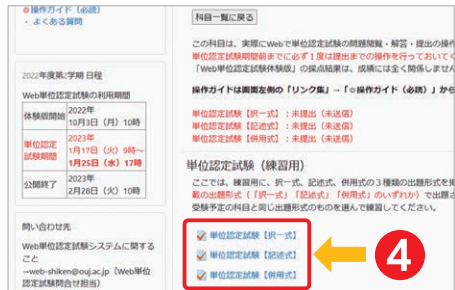 操作ガイド（必読）
・よくある質問
2022年度第2学期 日程
Web単位認定試験の利用期間
体験版開始
2022年
10月3日（月）10時
単位認定
試験期間
2023年
1月17日（火）9時～
1月25日（水）17時
公開終了
2023年
2月28日（火）10時
問い合わせ先
Web単位認定試験システムに関する
こと
→web-shiken@ouj.ac.jp（Web単位
認定試験問合せ担当）
科目一覧に戻る
この科目は、実際にWebで単位認定試験の問題閲覧・解答・提出の操作
単位認定試験期間前までに必ず1度は提出までの操作を行っておいてく
「Web単位認定試験体験版」の採点結果は、成績には全く関係しません
操作ガイドは画面左側の「リンク集」→「○操作ガイド（必読）」から
単位認定試験【択一式】：未提出（未送信）
単位認定試験【記述式】：未提出（未送信）
単位認定試験【併用式】：未提出（未送信）
単位認定試験（練習用）
ここでは、練習用に、択一式、記述式、併用式の３種類の出題形式を掲
載の出題形式（「択一式」「記述式」「併用式」のいずれか）で出題さ
受験予定の科目と同じ出題形式のものを選んで練習してください。
単位認定試験【択一式】
単位認定試験【記述式】
単位認定試験【併用式】
4